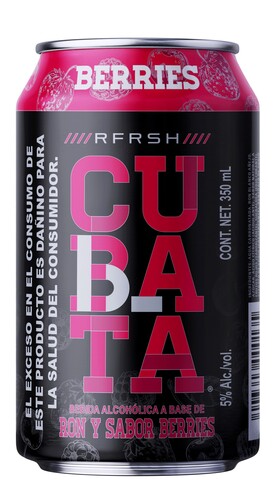 BERRIES
////RFRSH////
CU
B_A
TA
®
BEBIDA ALCOHÓLICA A BASE DE
RON Y SABOR BERRIES
EL EXCESO EN EL CONSUMO DE
ESTE PRODUCTO ES DAÑINO PARA
LA SALUD DEL CONSUMIDOR.
CONT. NET. 350 mL
5% Alc./vol.